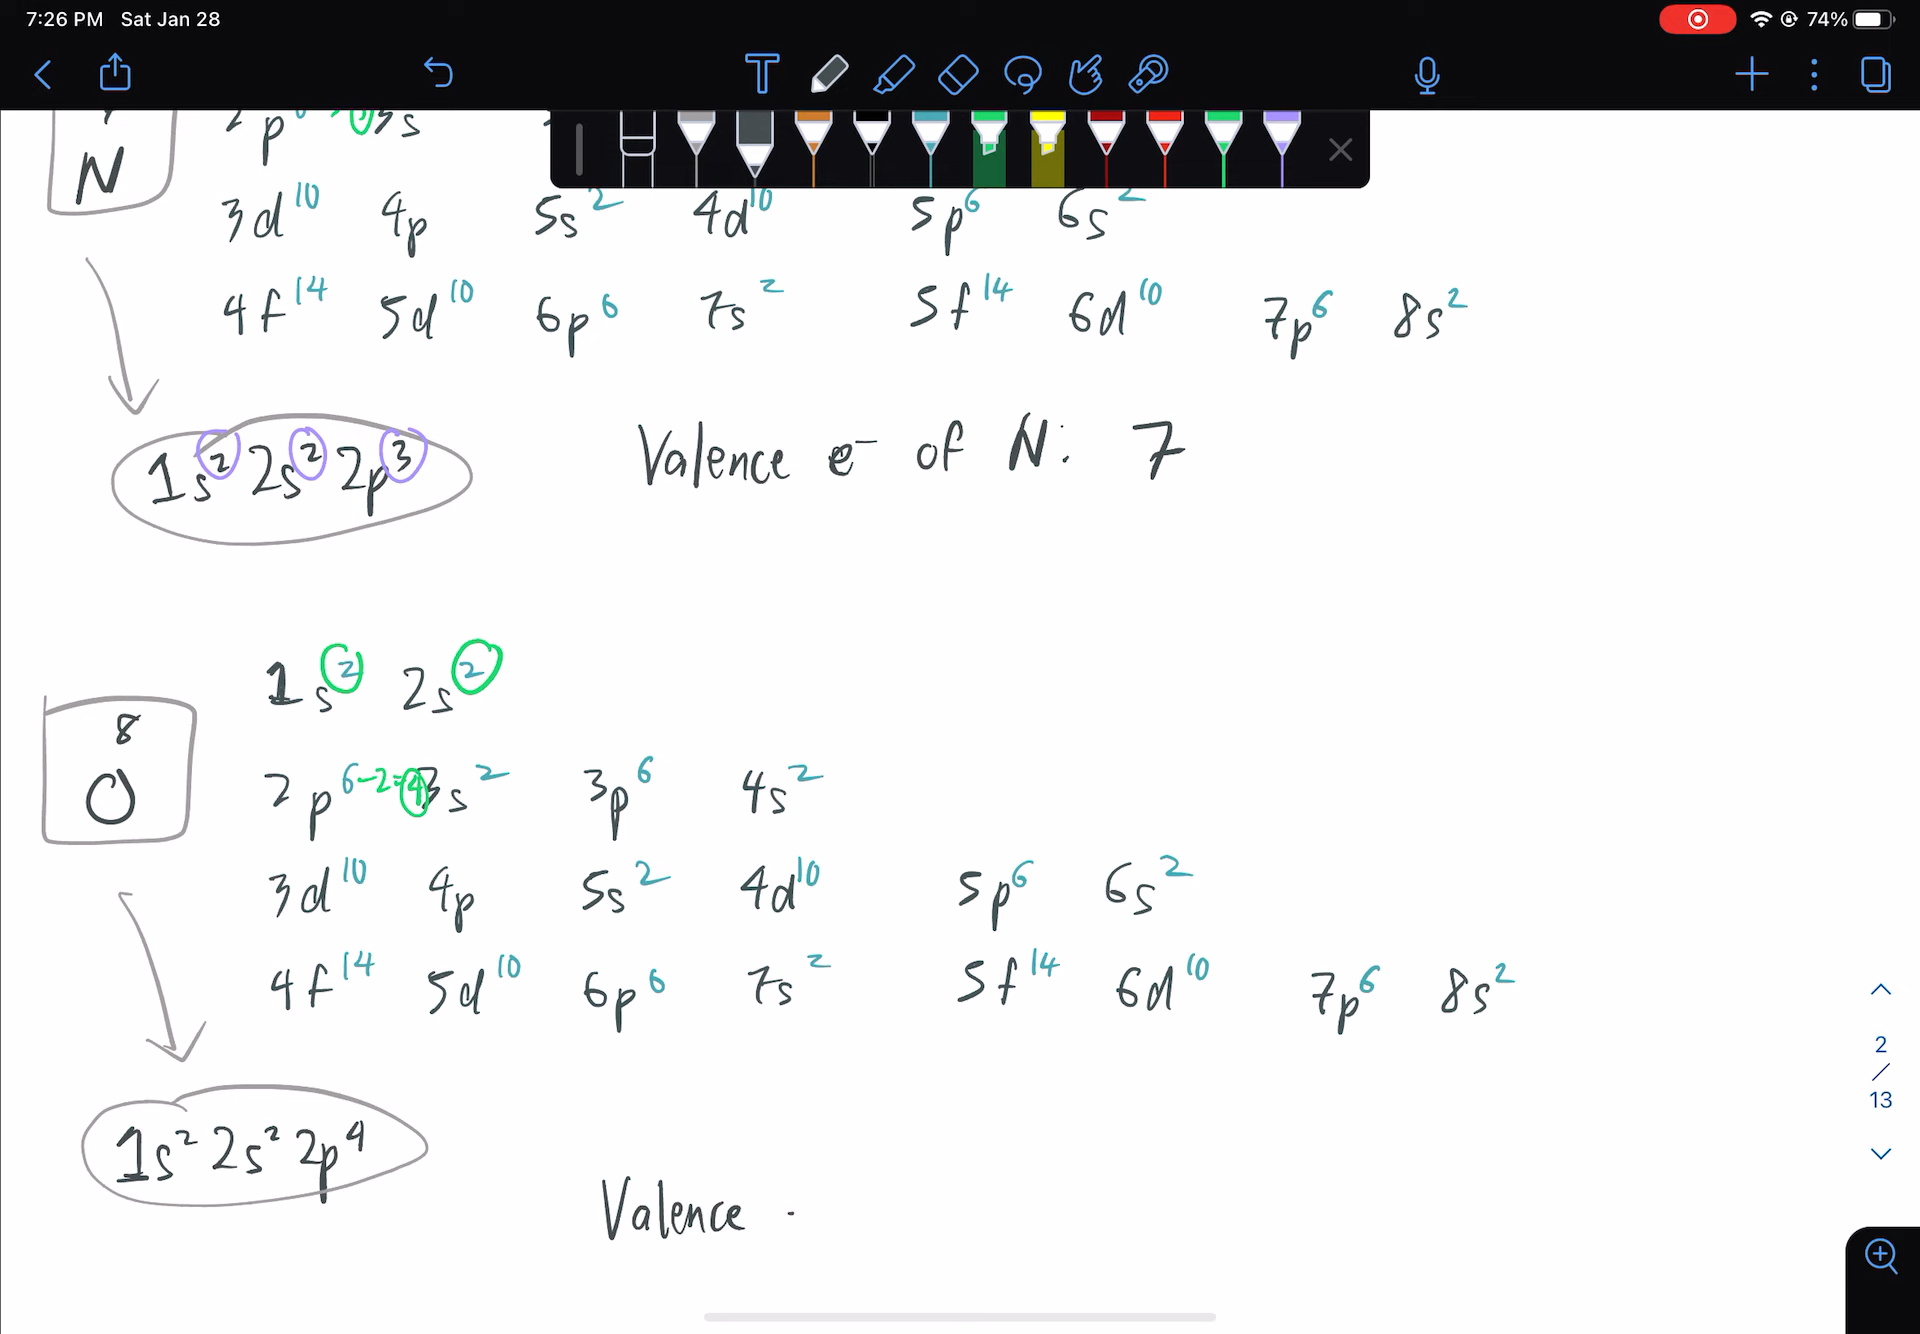 7:26 PM Sat Jan 28 74%
N
3d¹⁰ 4p 5s² 4d¹⁰ 5p⁶ 6s²
4f¹⁴ 5d¹⁰ 6p⁶ 7s² 5f¹⁴ 6d¹⁰ 7p⁶ 8s²
1s² 2s² 2p³ Valence e⁻ of N: 7
1s² 2s²
8
O
2p⁶⁻²⁼⁴ 3s² 3p⁶ 4s²
3d¹⁰ 4p 5s² 4d¹⁰ 5p⁶ 6s²
4f¹⁴ 5d¹⁰ 6p⁶ 7s² 5f¹⁴ 6d¹⁰ 7p⁶ 8s²
2
/
13
1s² 2s² 2p⁴
Valence